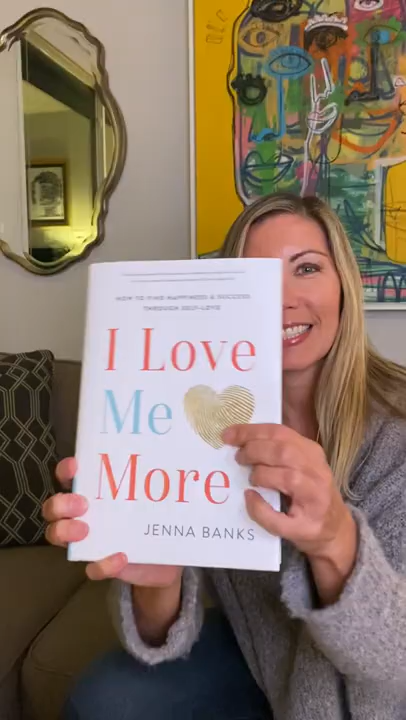 HOW TO FIND HAPPINESS & SUCCESS
THROUGH SELF-LOVE
I Love
Me
More
JENNA BANKS